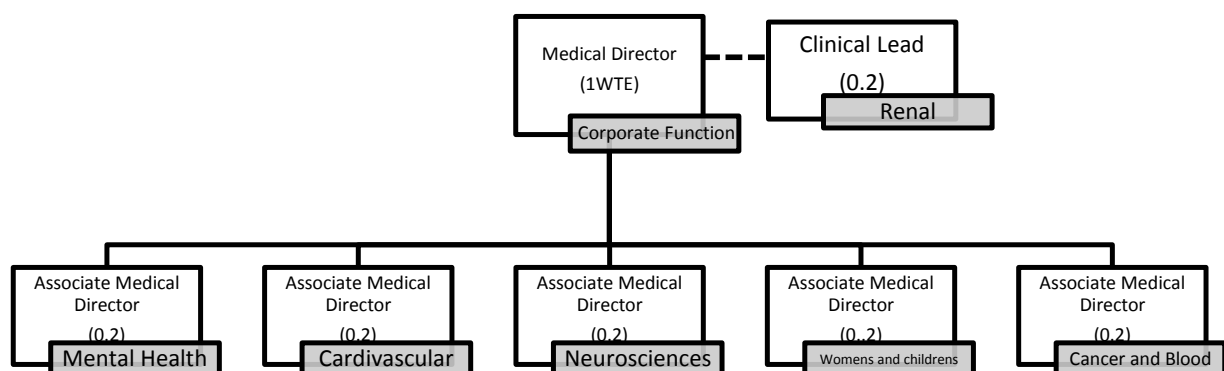 Medical Director
(1WTE)
Corporate Function
Clinical Lead
(0.2)
Renal
Associate Medical
Director
(0.2)
Mental Health
Associate Medical
Director
(0.2)
Cardivascular
Associate Medical
Director
(0.2)
Neurosciences
Associate Medical
Director
(0..2)
Womens and childrens
Associate Medical
Director
(0.2)
Cancer and Blood